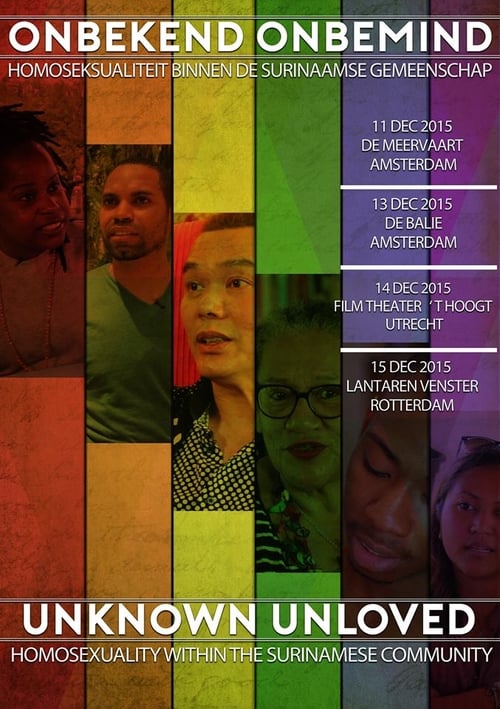 ONBEKEND ONBEMIND
HOMOSEKSUALITEIT BINNEN DE SURINAAMSE GEMEENSCHAP
11 DEC 2015
DE MEERVAART
AMSTERDAM
13 DEC 2015
DE BALIE
AMSTERDAM
14 DEC 2015
FILM THEATER 'T HOOGT
UTRECHT
15 DEC 2015
LANTAREN VENSTER
ROTTERDAM
UNKNOWN UNLOVED
HOMOSEXUALITY WITHIN THE SURINAMESE COMMUNITY